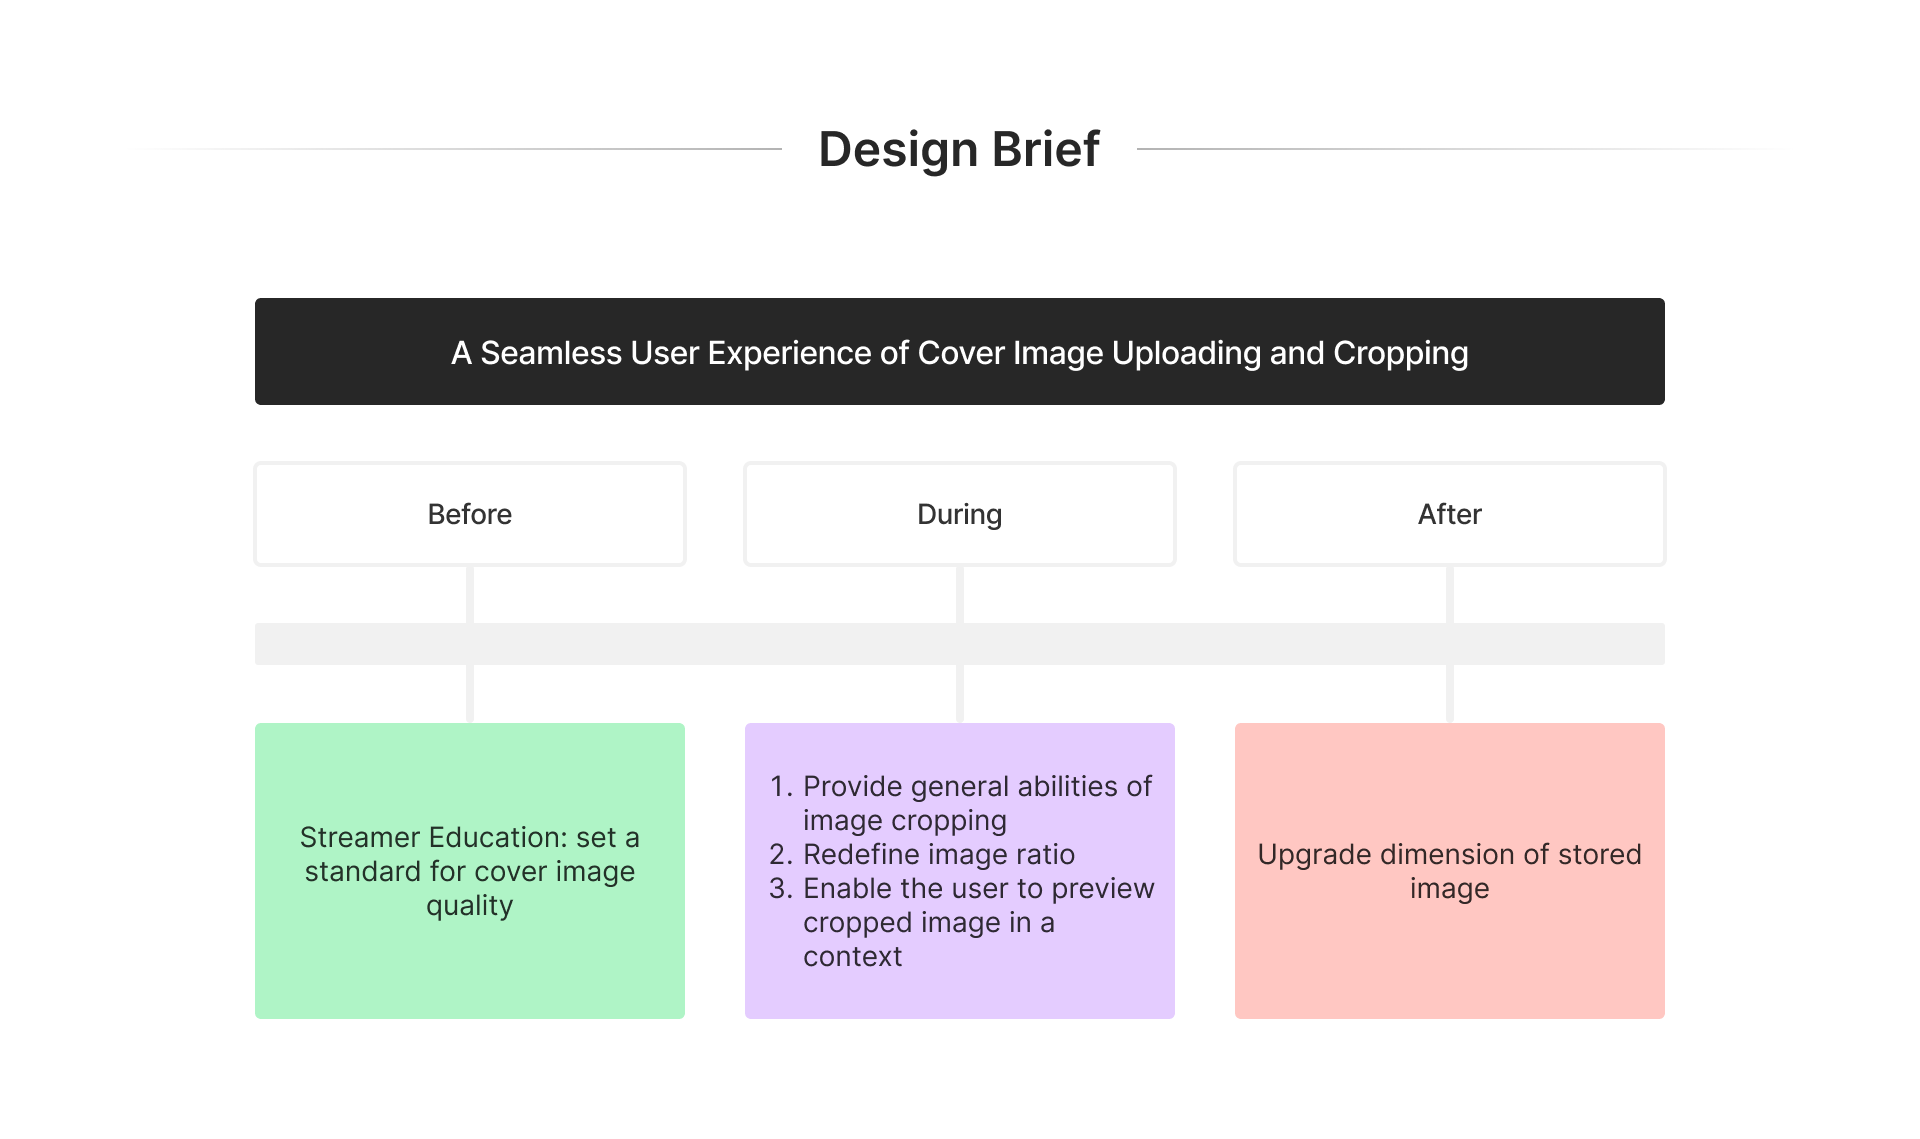 Design Brief
A Seamless User Experience of Cover Image Uploading and Cropping
Before
During
After
Streamer Education: set a
standard for cover image
quality
1. Provide general abilities of
image cropping
2. Redefine image ratio
3. Enable the user to preview
cropped image in a
context
Upgrade dimension of stored
image